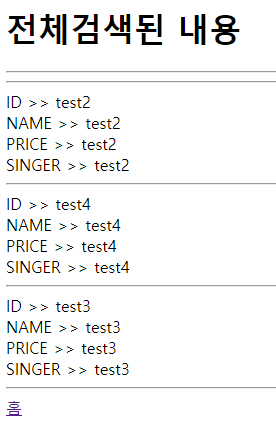 전체검색된 내용
ID >> test2
NAME >> test2
PRICE >> test2
SINGER >> test2
ID >> test4
NAME >> test4
PRICE >> test4
SINGER >> test4
ID >> test3
NAME >> test3
PRICE >> test3
SINGER >> test3
홈